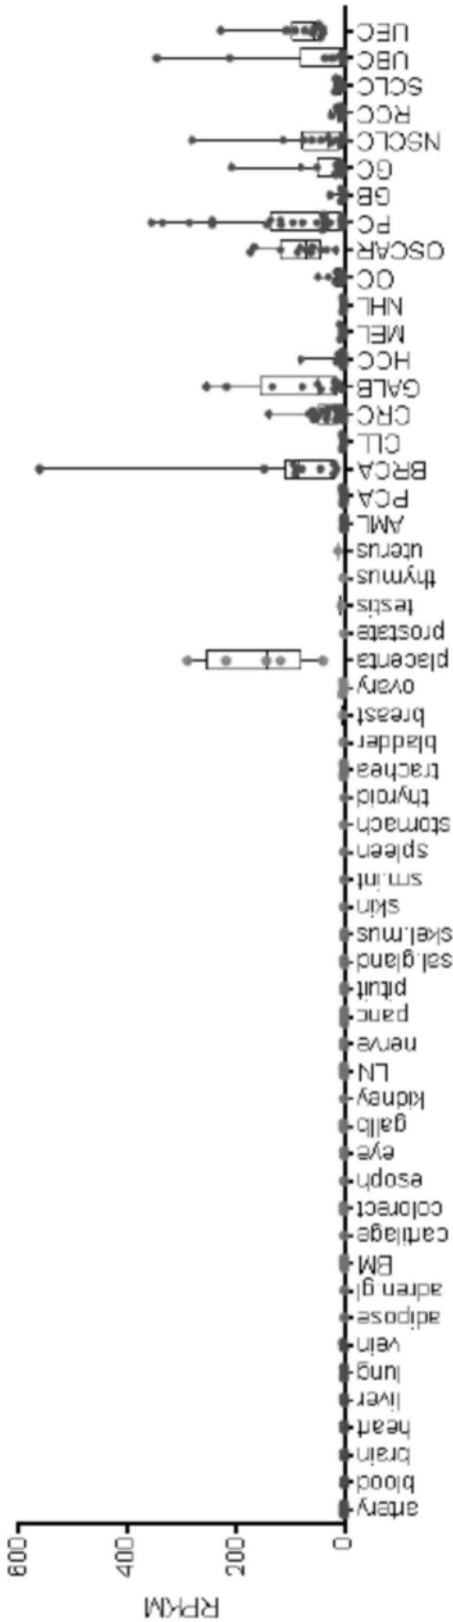 RPKM
600
400
200
0
artery
blood
brain
heart
liver
lung
vein
adipose
adren.gl
BM
cartilage
colorect
esoph
eye
gallb
kidney
LN
nerve
panc
pituit
sal.gland
skel.mus
skin
sm.int
spleen
stomach
thyroid
trachea
bladder
breast
ovary
placenta
prostate
testis
thymus
uterus
AML
PCA
BRCA
CLL
CRC
GALB
HCC
MEL
NHL
OC
OSCAR
PC
GB
GC
NSCLC
RCC
SCLC
UBC
UEC